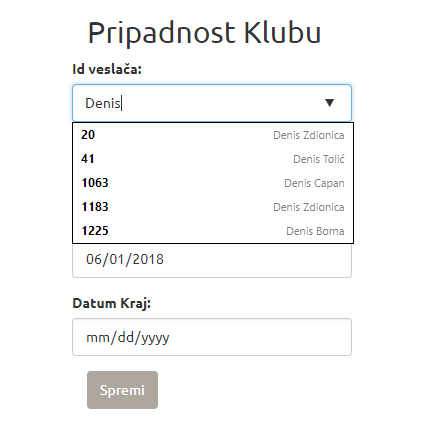 Pripadnost Klubu
Id veslača:
Denis
20 Denis Zdionica
41 Denis Tolić
1063 Denis Capan
1183 Denis Zdionica
1225 Denis Borna
06/01/2018
Datum Kraj:
mm/dd/yyyy
Spremi